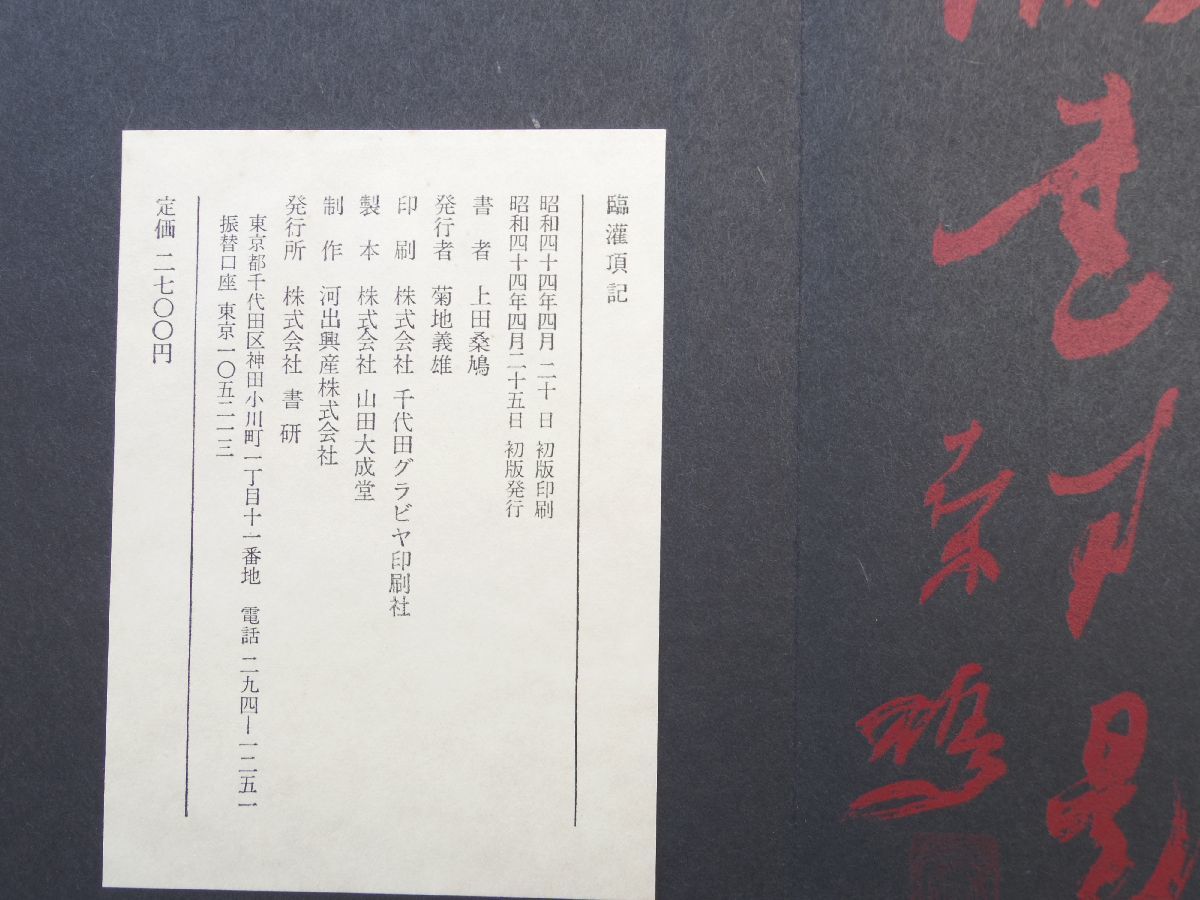 臨灌頂記
昭和四十四年四月二十日 初版印刷
昭和四十四年四月二十五日 初版発行
書者 上田桑鳩
発行者 菊地義雄
印刷 株式会社 千代田グラビヤ印刷社
製本 株式会社 山田大成堂
制作 河出興産株式会社
発行所 株式会社 書研
東京都千代田区神田小川町一丁目十一番地 電話 二九四―一二五一
振替口座 東京一〇五二一三
定価 二七〇〇円